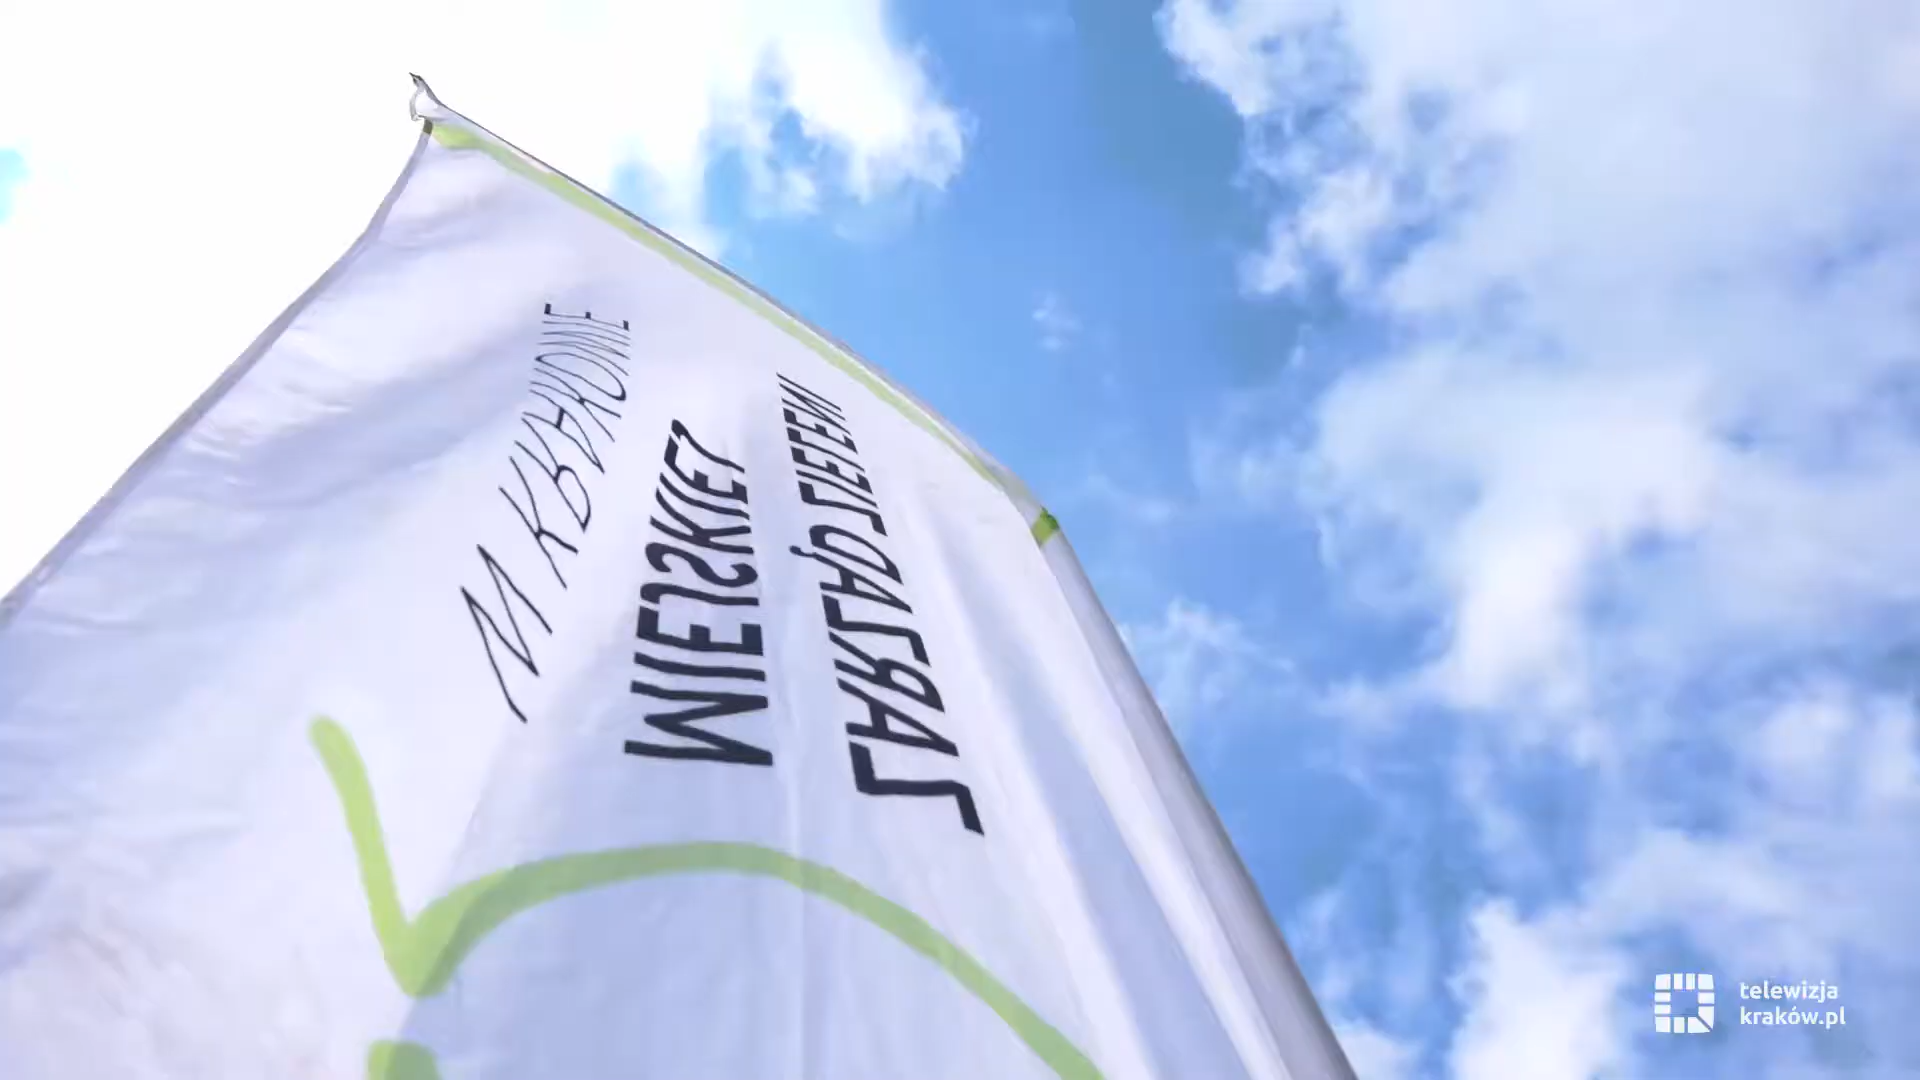 ZARZĄD ZIELENI
MIEJSKIEJ
W KRAKOWIE
telewizja
kraków.pl